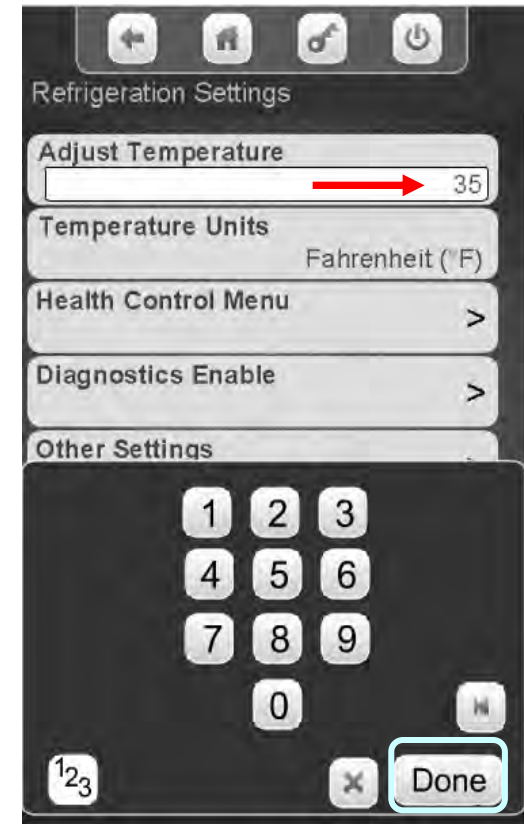 Refrigeration Settings
Adjust Temperature
35
Temperature Units
Fahrenheit (°F)
Health Control Menu
>
Diagnostics Enable
>
Other Settings
1 2 3
4 5 6
7 8 9
0
123
Done